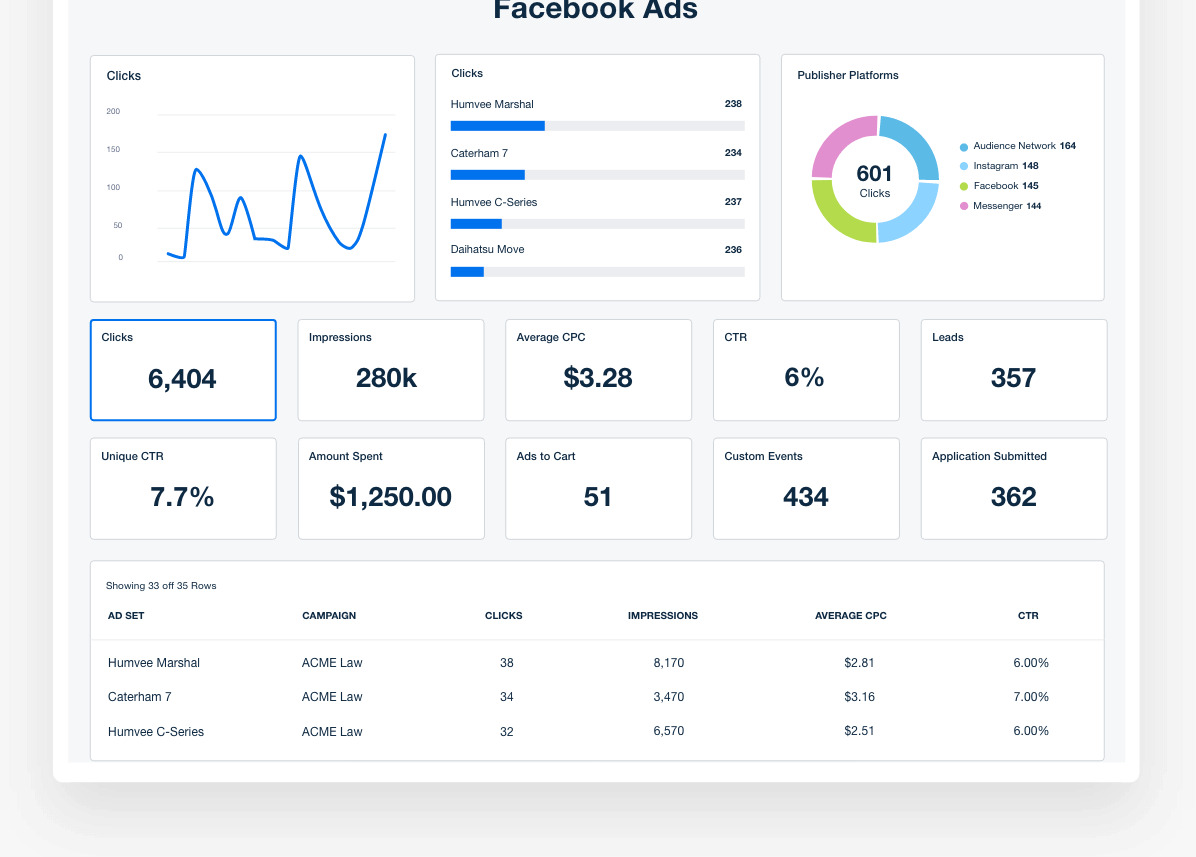 Facebook Ads
Clicks
200
150
100
50
0
Clicks
Humvee Marshal 238
Caterham 7 234
Humvee C-Series 237
Daihatsu Move 236
Publisher Platforms
601
Clicks
Audience Network 164
Instagram 148
Facebook 145
Messenger 144
Clicks
6,404
Impressions
280k
Average CPC
$3.28
CTR
6%
Leads
357
Unique CTR
7.7%
Amount Spent
$1,250.00
Ads to Cart
51
Custom Events
434
Application Submitted
362
Showing 33 off 35 Rows
AD SET CAMPAIGN CLICKS IMPRESSIONS AVERAGE CPC CTR
Humvee Marshal ACME Law 38 8,170 $2.81 6.00%
Caterham 7 ACME Law 34 3,470 $3.16 7.00%
Humvee C-Series ACME Law 32 6,570 $2.51 6.00%